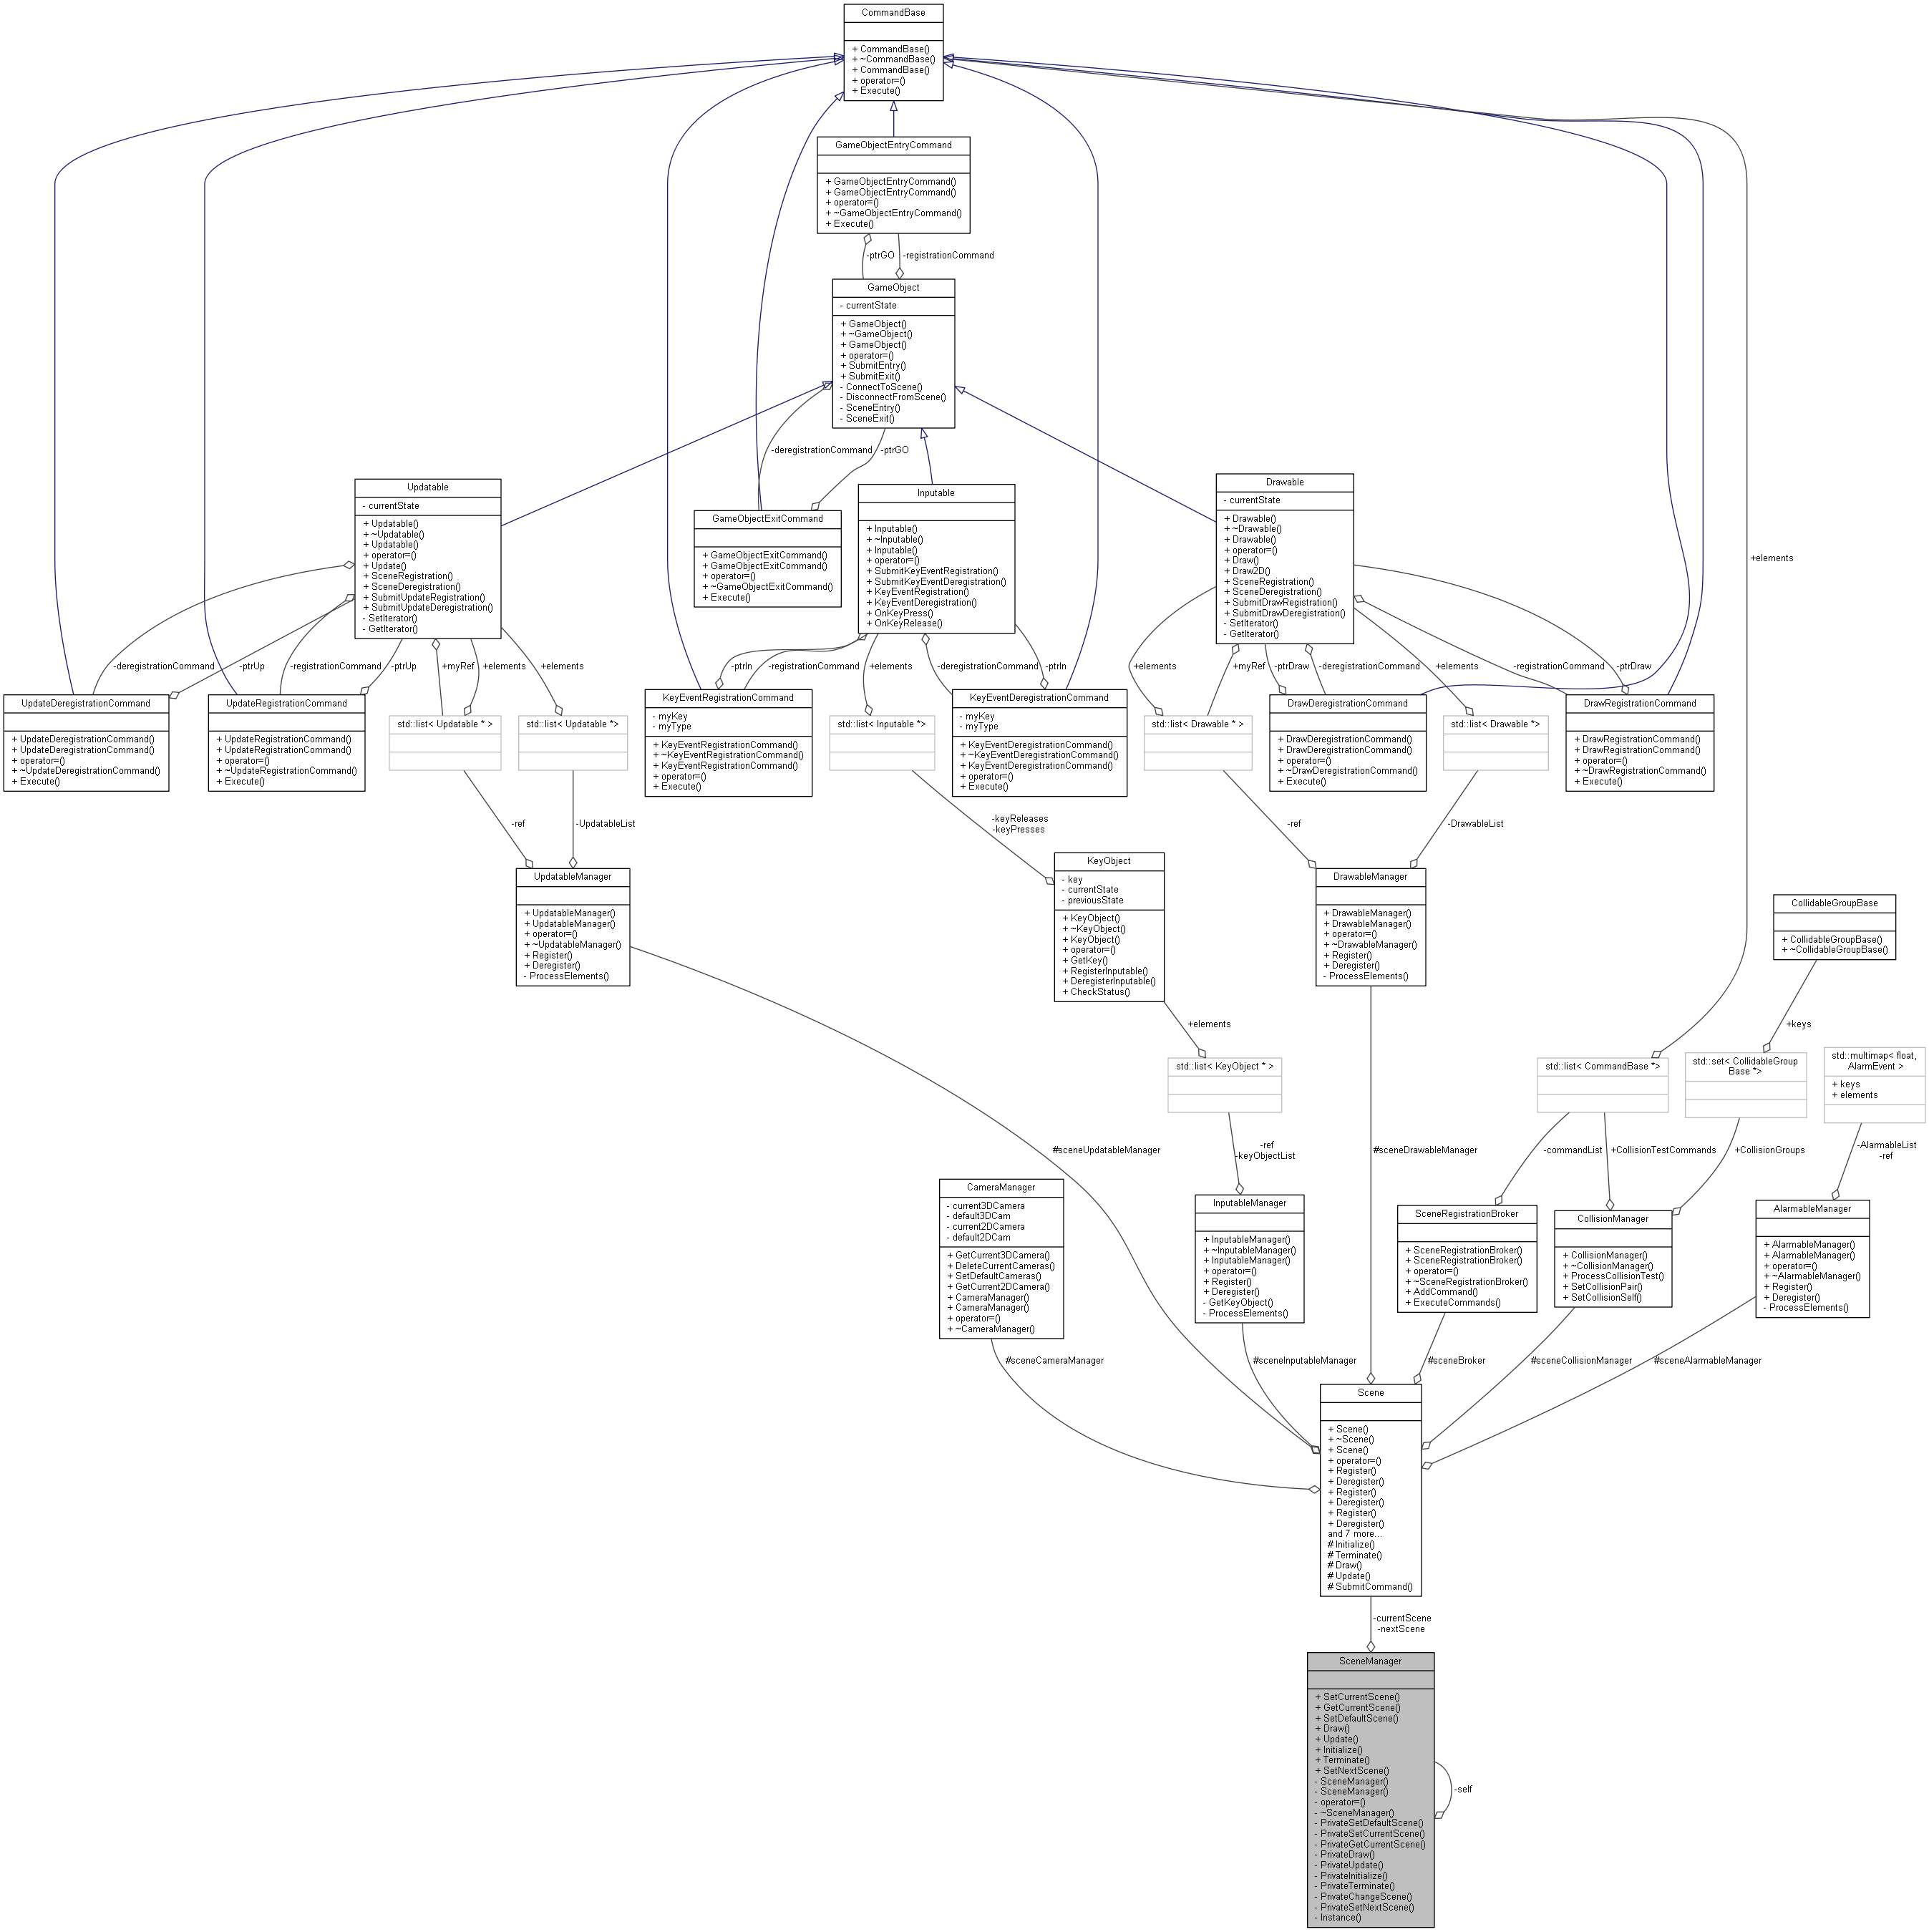 CommandBase
+ CommandBase()
+ ~CommandBase()
+ CommandBase()
+ operator=()
+ Execute()
GameObjectEntryCommand
+ GameObjectEntryCommand()
+ GameObjectEntryCommand()
+ operator=()
+ ~GameObjectEntryCommand()
+ Execute()
-ptrGO
-registrationCommand
GameObject
- currentState
+ GameObject()
+ ~GameObject()
+ GameObject()
+ operator=()
+ SubmitEntry()
+ SubmitExit()
- ConnectToScene()
- DisconnectFromScene()
- SceneEntry()
- SceneExit()
-deregistrationCommand
-ptrGO
+elements
Updatable
- currentState
+ Updatable()
+ ~Updatable()
+ Updatable()
+ operator=()
+ Update()
+ SceneRegistration()
+ SceneDeregistration()
+ SubmitUpdateRegistration()
+ SubmitUpdateDeregistration()
- SetIterator()
- GetIterator()
GameObjectExitCommand
+ GameObjectExitCommand()
+ GameObjectExitCommand()
+ operator=()
+ ~GameObjectExitCommand()
+ Execute()
Inputable
+ Inputable()
+ ~Inputable()
+ Inputable()
+ operator=()
+ SubmitKeyEventRegistration()
+ SubmitKeyEventDeregistration()
+ KeyEventRegistration()
+ KeyEventDeregistration()
+ OnKeyPress()
+ OnKeyRelease()
Drawable
- currentState
+ Drawable()
+ ~Drawable()
+ Drawable()
+ operator=()
+ Draw()
+ Draw2D()
+ SceneRegistration()
+ SceneDeregistration()
+ SubmitDrawRegistration()
+ SubmitDrawDeregistration()
- SetIterator()
- GetIterator()
-deregistrationCommand
-ptrUp
-registrationCommand
-ptrUp
+myRef
+elements
+elements
-ptrIn
-registrationCommand
+elements
-deregistrationCommand
-ptrIn
+elements
+myRef
-ptrDraw
-deregistrationCommand
+elements
-registrationCommand
-ptrDraw
UpdateDeregistrationCommand
+ UpdateDeregistrationCommand()
+ UpdateDeregistrationCommand()
+ operator=()
+ ~UpdateDeregistrationCommand()
+ Execute()
UpdateRegistrationCommand
+ UpdateRegistrationCommand()
+ UpdateRegistrationCommand()
+ operator=()
+ ~UpdateRegistrationCommand()
+ Execute()
std::list< Updatable * >
std::list< Updatable *>
KeyEventRegistrationCommand
- myKey
- myType
+ KeyEventRegistrationCommand()
+ ~KeyEventRegistrationCommand()
+ KeyEventRegistrationCommand()
+ operator=()
+ Execute()
std::list< Inputable *>
KeyEventDeregistrationCommand
- myKey
- myType
+ KeyEventDeregistrationCommand()
+ ~KeyEventDeregistrationCommand()
+ KeyEventDeregistrationCommand()
+ operator=()
+ Execute()
std::list< Drawable * >
DrawDeregistrationCommand
+ DrawDeregistrationCommand()
+ DrawDeregistrationCommand()
+ operator=()
+ ~DrawDeregistrationCommand()
+ Execute()
std::list< Drawable *>
DrawRegistrationCommand
+ DrawRegistrationCommand()
+ DrawRegistrationCommand()
+ operator=()
+ ~DrawRegistrationCommand()
+ Execute()
-ref
-UpdatableList
-keyReleases
-keyPresses
-ref
-DrawableList
UpdatableManager
+ UpdatableManager()
+ UpdatableManager()
+ operator=()
+ ~UpdatableManager()
+ Register()
+ Deregister()
- ProcessElements()
KeyObject
- key
- currentState
- previousState
+ KeyObject()
+ ~KeyObject()
+ KeyObject()
+ operator=()
+ GetKey()
+ RegisterInputable()
+ DeregisterInputable()
+ CheckStatus()
DrawableManager
+ DrawableManager()
+ DrawableManager()
+ operator=()
+ ~DrawableManager()
+ Register()
+ Deregister()
- ProcessElements()
CollidableGroupBase
+ CollidableGroupBase()
+ ~CollidableGroupBase()
+elements
+keys
std::list< KeyObject * >
std::list< CommandBase *>
std::set< CollidableGroup
Base *>
std::multimap< float,
AlarmEvent >
+ keys
+ elements
#sceneUpdatableManager
-ref
-keyObjectList
#sceneDrawableManager
-commandList
+CollisionTestCommands
+CollisionGroups
-AlarmableList
-ref
CameraManager
- current3DCamera
- default3DCam
- current2DCamera
- default2DCam
+ GetCurrent3DCamera()
+ DeleteCurrentCameras()
+ SetDefaultCameras()
+ GetCurrent2DCamera()
+ CameraManager()
+ CameraManager()
+ operator=()
+ ~CameraManager()
InputableManager
+ InputableManager()
+ ~InputableManager()
+ InputableManager()
+ operator=()
+ Register()
+ Deregister()
- GetKeyObject()
- ProcessElements()
SceneRegistrationBroker
+ SceneRegistrationBroker()
+ SceneRegistrationBroker()
+ operator=()
+ ~SceneRegistrationBroker()
+ AddCommand()
+ ExecuteCommands()
CollisionManager
+ CollisionManager()
+ ~CollisionManager()
+ ProcessCollisionTest()
+ SetCollisionPair()
+ SetCollisionSelf()
AlarmableManager
+ AlarmableManager()
+ AlarmableManager()
+ operator=()
+ ~AlarmableManager()
+ Register()
+ Deregister()
- ProcessElements()
#sceneCameraManager
#sceneInputableManager
#sceneBroker
#sceneCollisionManager
#sceneAlarmableManager
Scene
+ Scene()
+ ~Scene()
+ Scene()
+ operator=()
+ Register()
+ Deregister()
+ Register()
+ Deregister()
+ Register()
+ Deregister()
and 7 more...
# Initialize()
# Terminate()
# Draw()
# Update()
# SubmitCommand()
-currentScene
-nextScene
SceneManager
+ SetCurrentScene()
+ GetCurrentScene()
+ SetDefaultScene()
+ Draw()
+ Update()
+ Initialize()
+ Terminate()
+ SetNextScene()
- SceneManager()
- SceneManager()
- operator=()
- ~SceneManager()
- PrivateSetDefaultScene()
- PrivateSetCurrentScene()
- PrivateGetCurrentScene()
- PrivateDraw()
- PrivateUpdate()
- PrivateInitialize()
- PrivateTerminate()
- PrivateChangeScene()
- PrivateSetNextScene()
- Instance()
-self